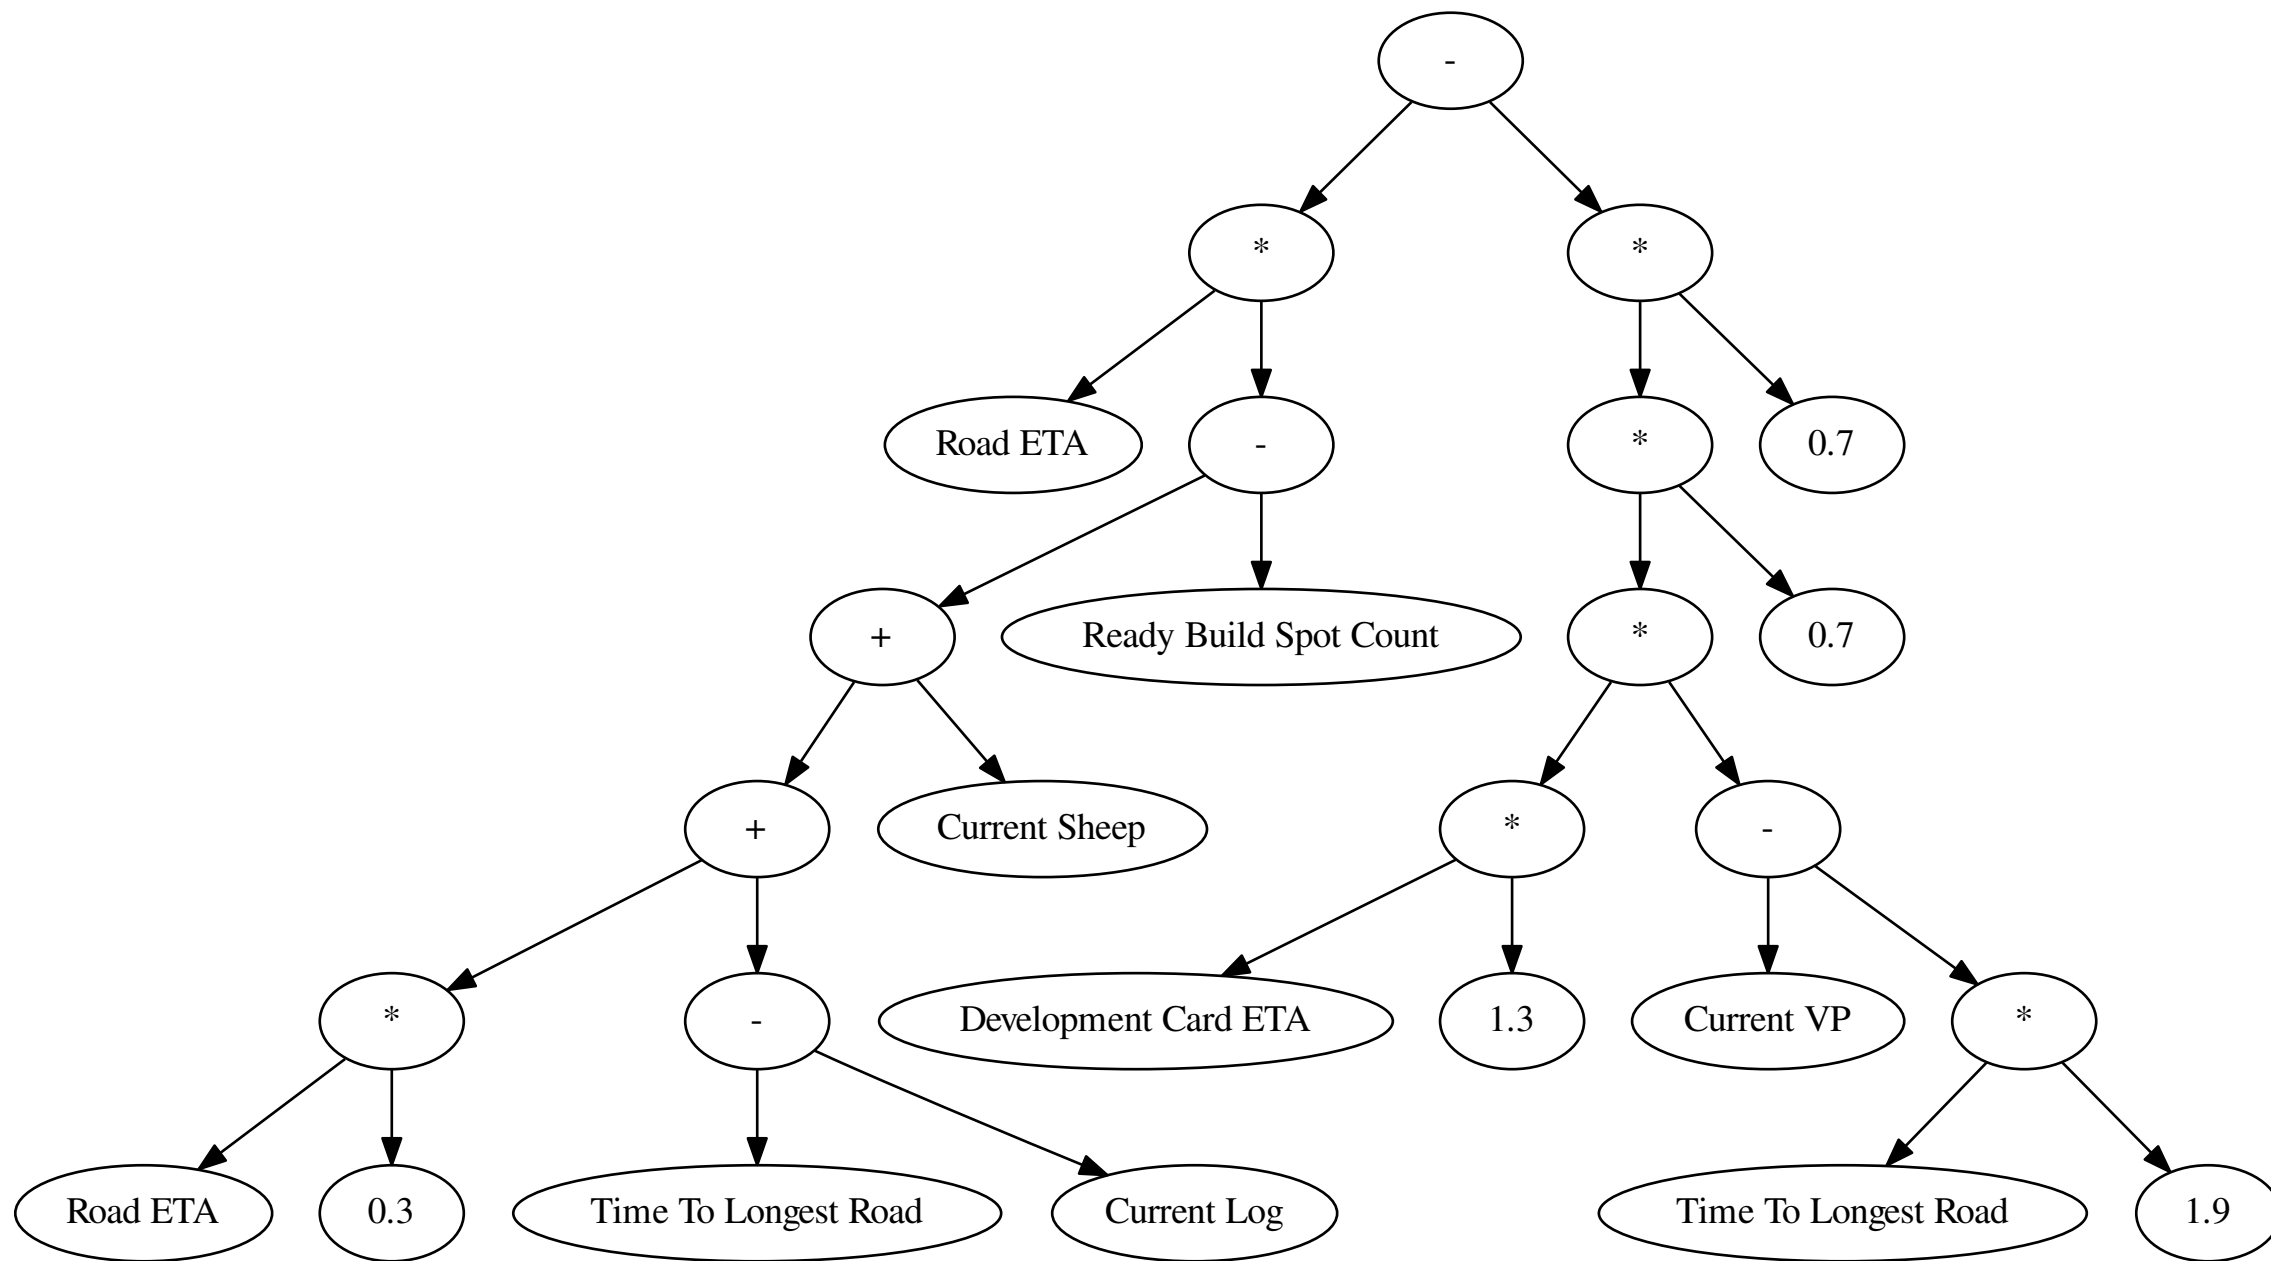 -
*
*
Road ETA
-
*
0.7
+
Ready Build Spot Count
*
0.7
+
Current Sheep
*
-
*
-
Development Card ETA
1.3
Current VP
*
Road ETA
0.3
Time To Longest Road
Current Log
Time To Longest Road
1.9